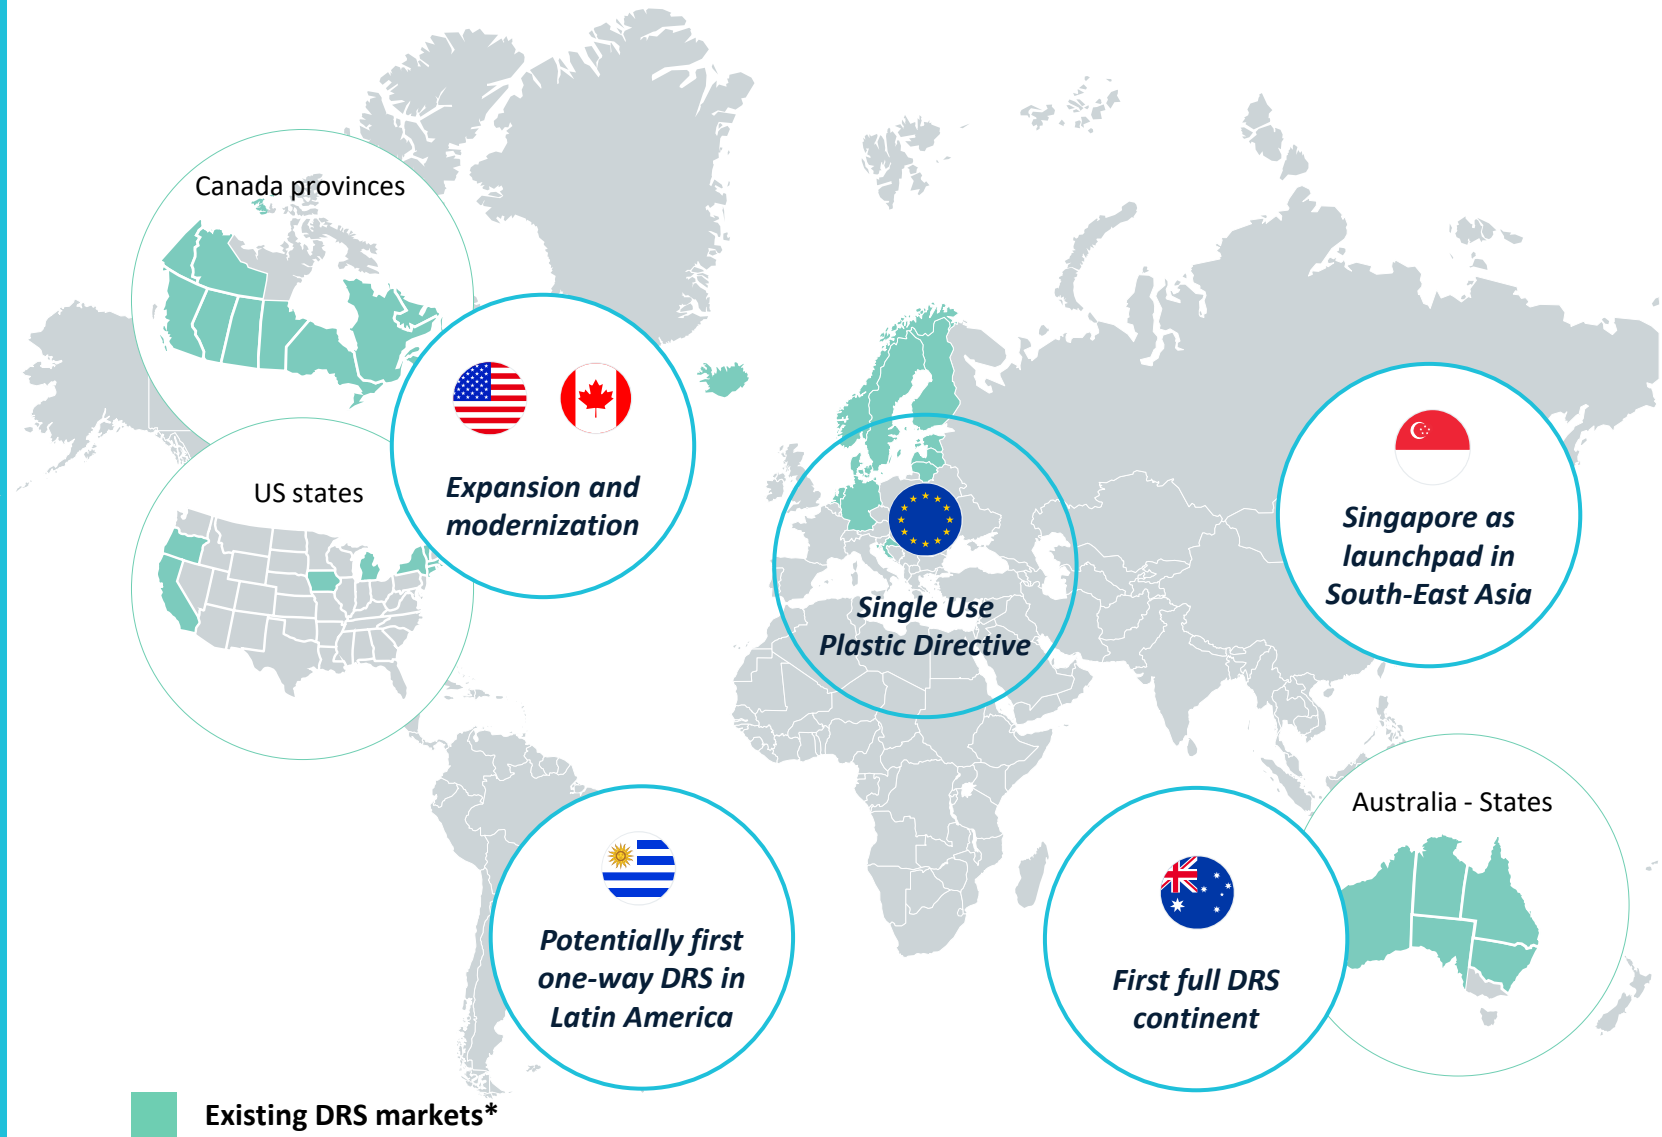 Canada provinces
US states
Expansion and
modernization
Single Use
Plastic Directive
Singapore as
launchpad in
South-East Asia
Potentially first
one-way DRS in
Latin America
First full DRS
continent
Australia - States
Existing DRS markets*